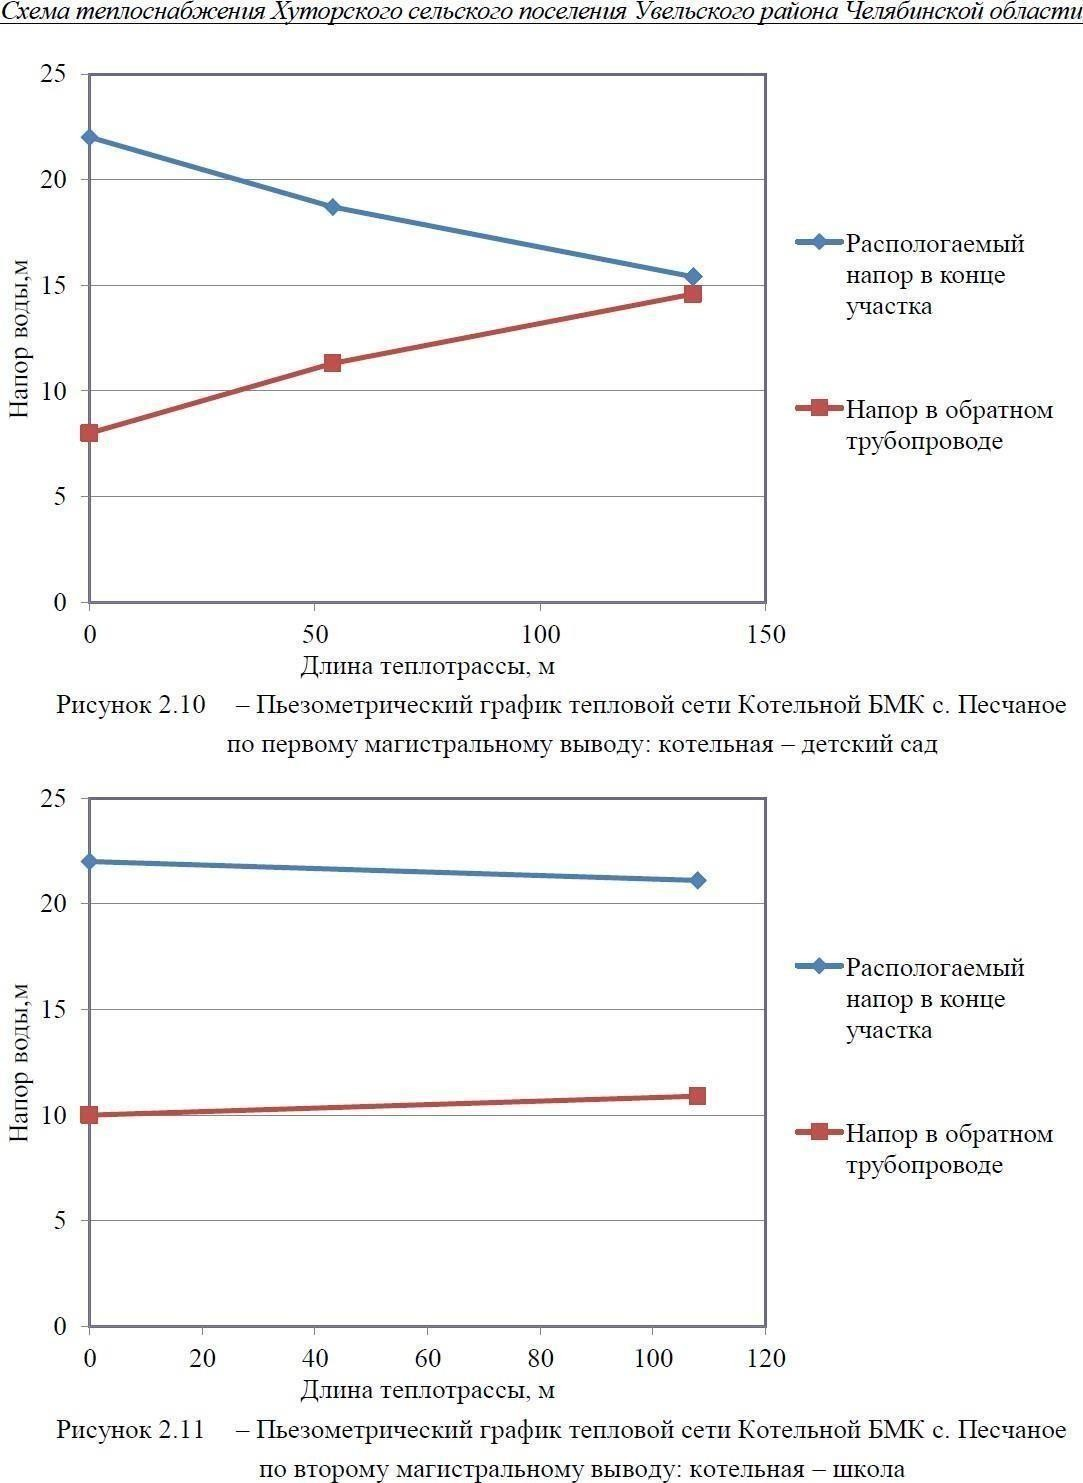 Схема теплоснабжения Хуторского сельского поселения Увельского района Челябинской области
25
20
15
10
5
0
0 50 100 150
Напор воды,м
Длина теплотрассы, м
Распологаемый
напор в конце
участка
Напор в обратном
трубопроводе
Рисунок 2.10 – Пьезометрический график тепловой сети Котельной БМК с. Песчаное
по первому магистральному выводу: котельная – детский сад
25
20
15
10
5
0
0 20 40 60 80 100 120
Напор воды,м
Длина теплотрассы, м
Распологаемый
напор в конце
участка
Напор в обратном
трубопроводе
Рисунок 2.11 – Пьезометрический график тепловой сети Котельной БМК с. Песчаное
по второму магистральному выводу: котельная – школа